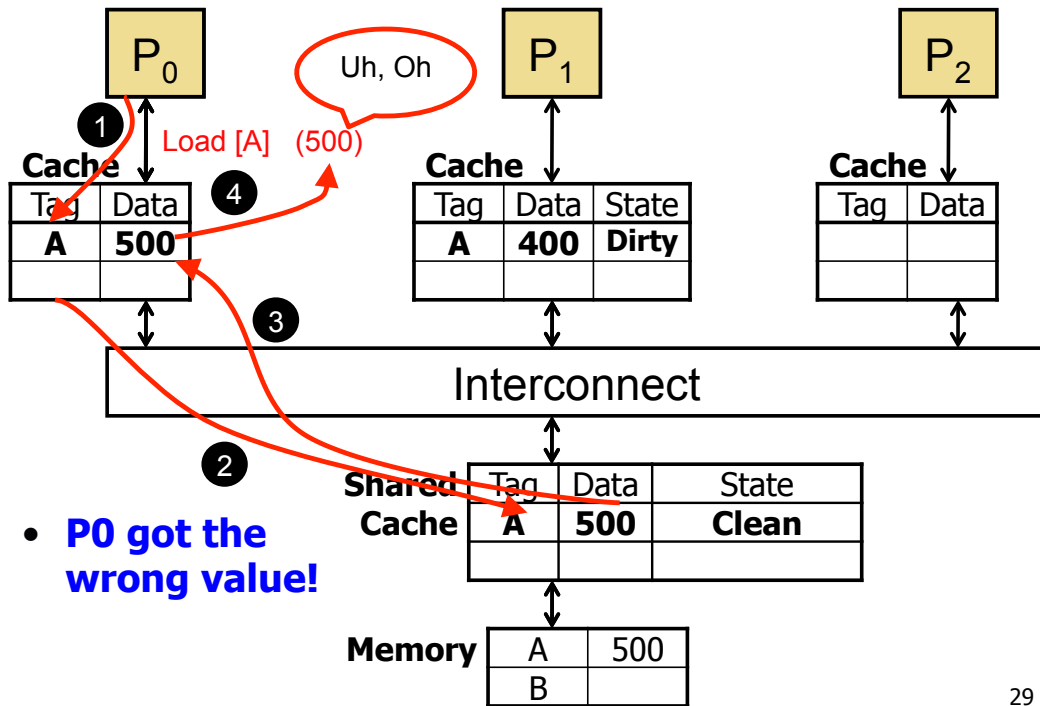 P0
P1
P2
Uh, Oh
1
Load [A] (500)
Cache
Cache
Cache
4
Tag Data
Tag Data State
Tag Data
A 500
A 400 Dirty
3
Interconnect
2
Shared Tag Data State
Cache A 500 Clean
• P0 got the
wrong value!
Memory A 500
B
29